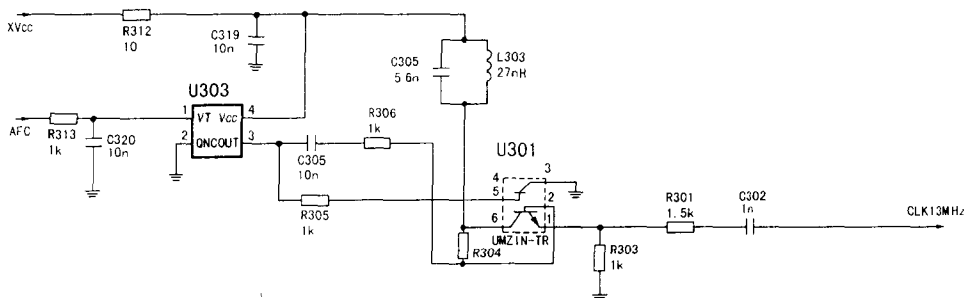 XVcc
R312
10
C319
10n
C305
5.6n
L303
27nH
U303
1
VT
Vcc
4
2
GNCOUT
3
AFC
R313
1k
C320
10n
C305
10n
R306
1k
R305
1k
U301
4
3
5
2
6
1
UMZIN-TR
R304
R303
1k
R301
1.5k
C302
1n
CLK13MHz